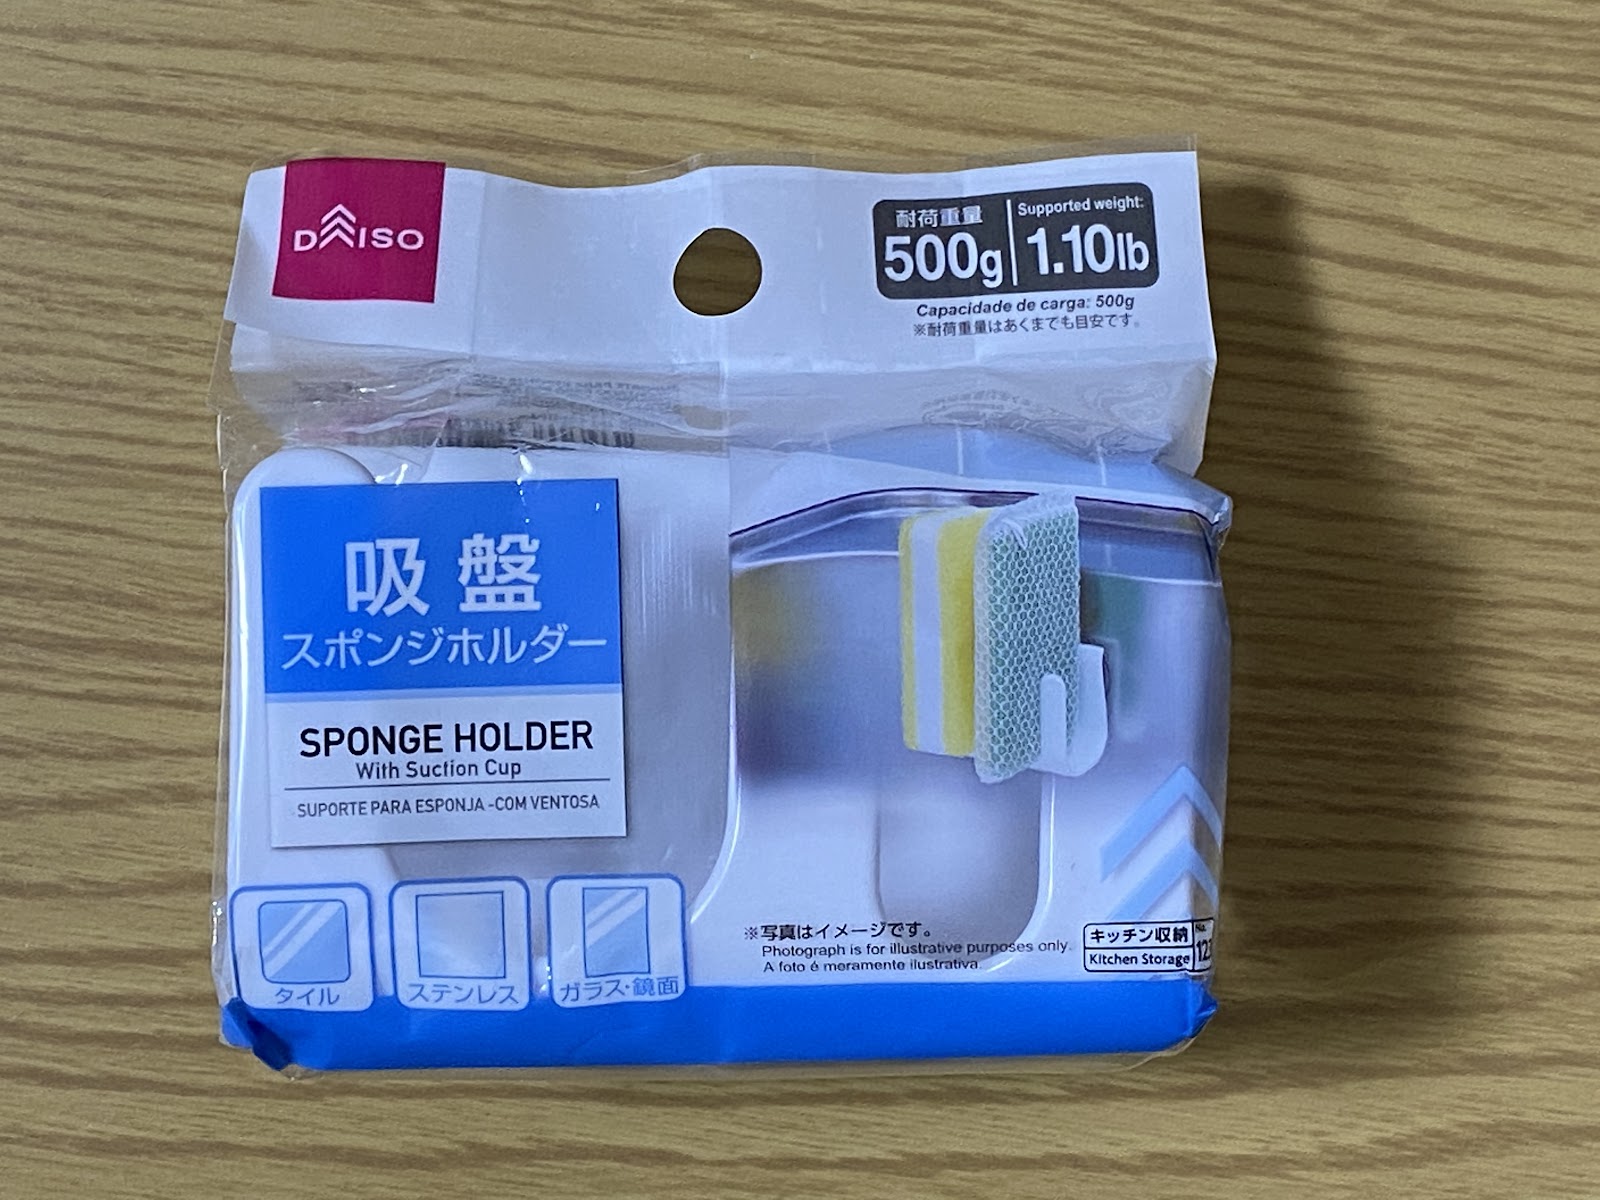 DAISO
耐荷重量
500g
Supported weight:
1.10lb
Capacidade de carga: 500g
※耐荷重量はあくまでも目安です。
吸盤
スポンジホルダー
SPONGE HOLDER
With Suction Cup
SUPORTE PARA ESPONJA -COM VENTOSA
タイル
ステンレス
ガラス・鏡面
※写真はイメージです。
Photograph is for illustrative purposes only.
A foto é meramente ilustrativa.
キッチン収納
Kitchen Storage
No.
123